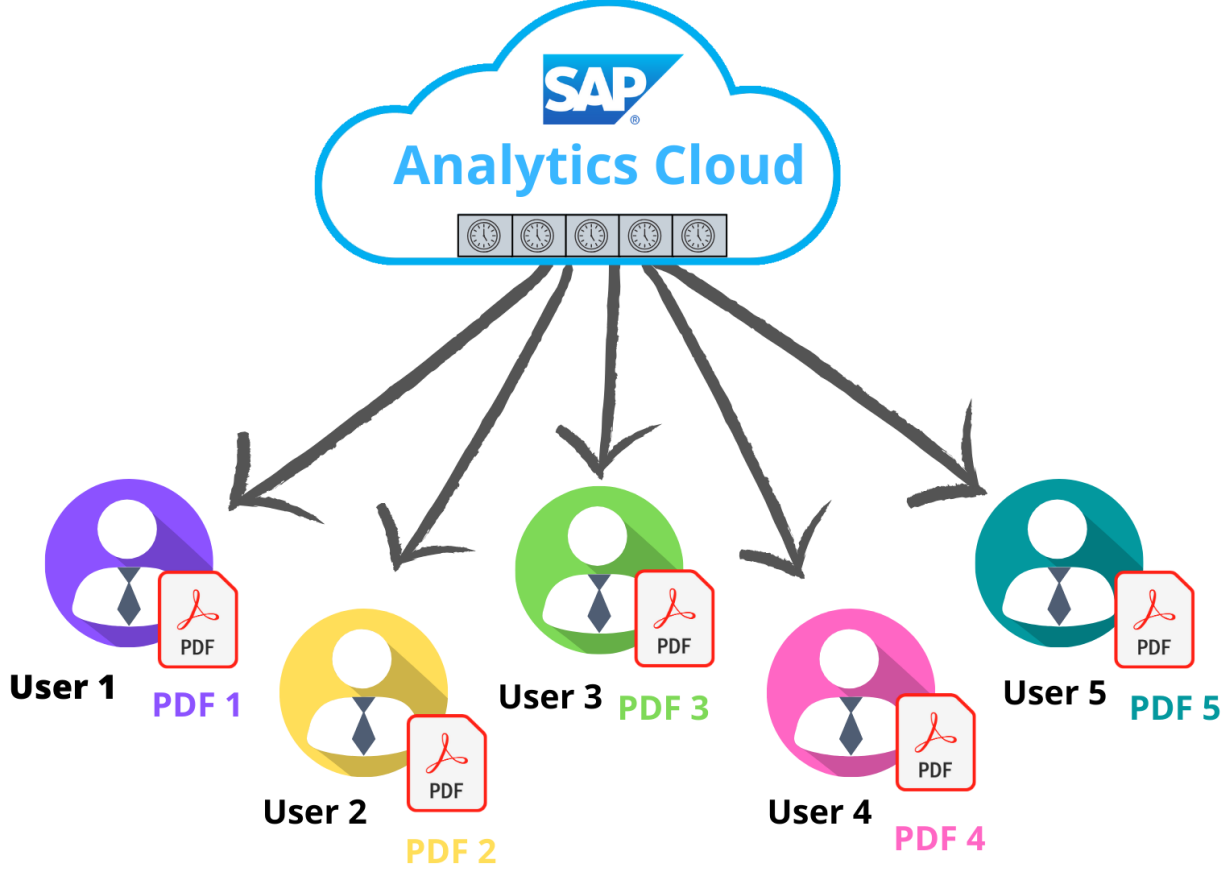 SAP
®
Analytics Cloud
PDF
User 1
PDF 1
PDF
User 2
PDF 2
PDF
User 3
PDF 3
PDF
User 4
PDF 4
PDF
User 5
PDF 5